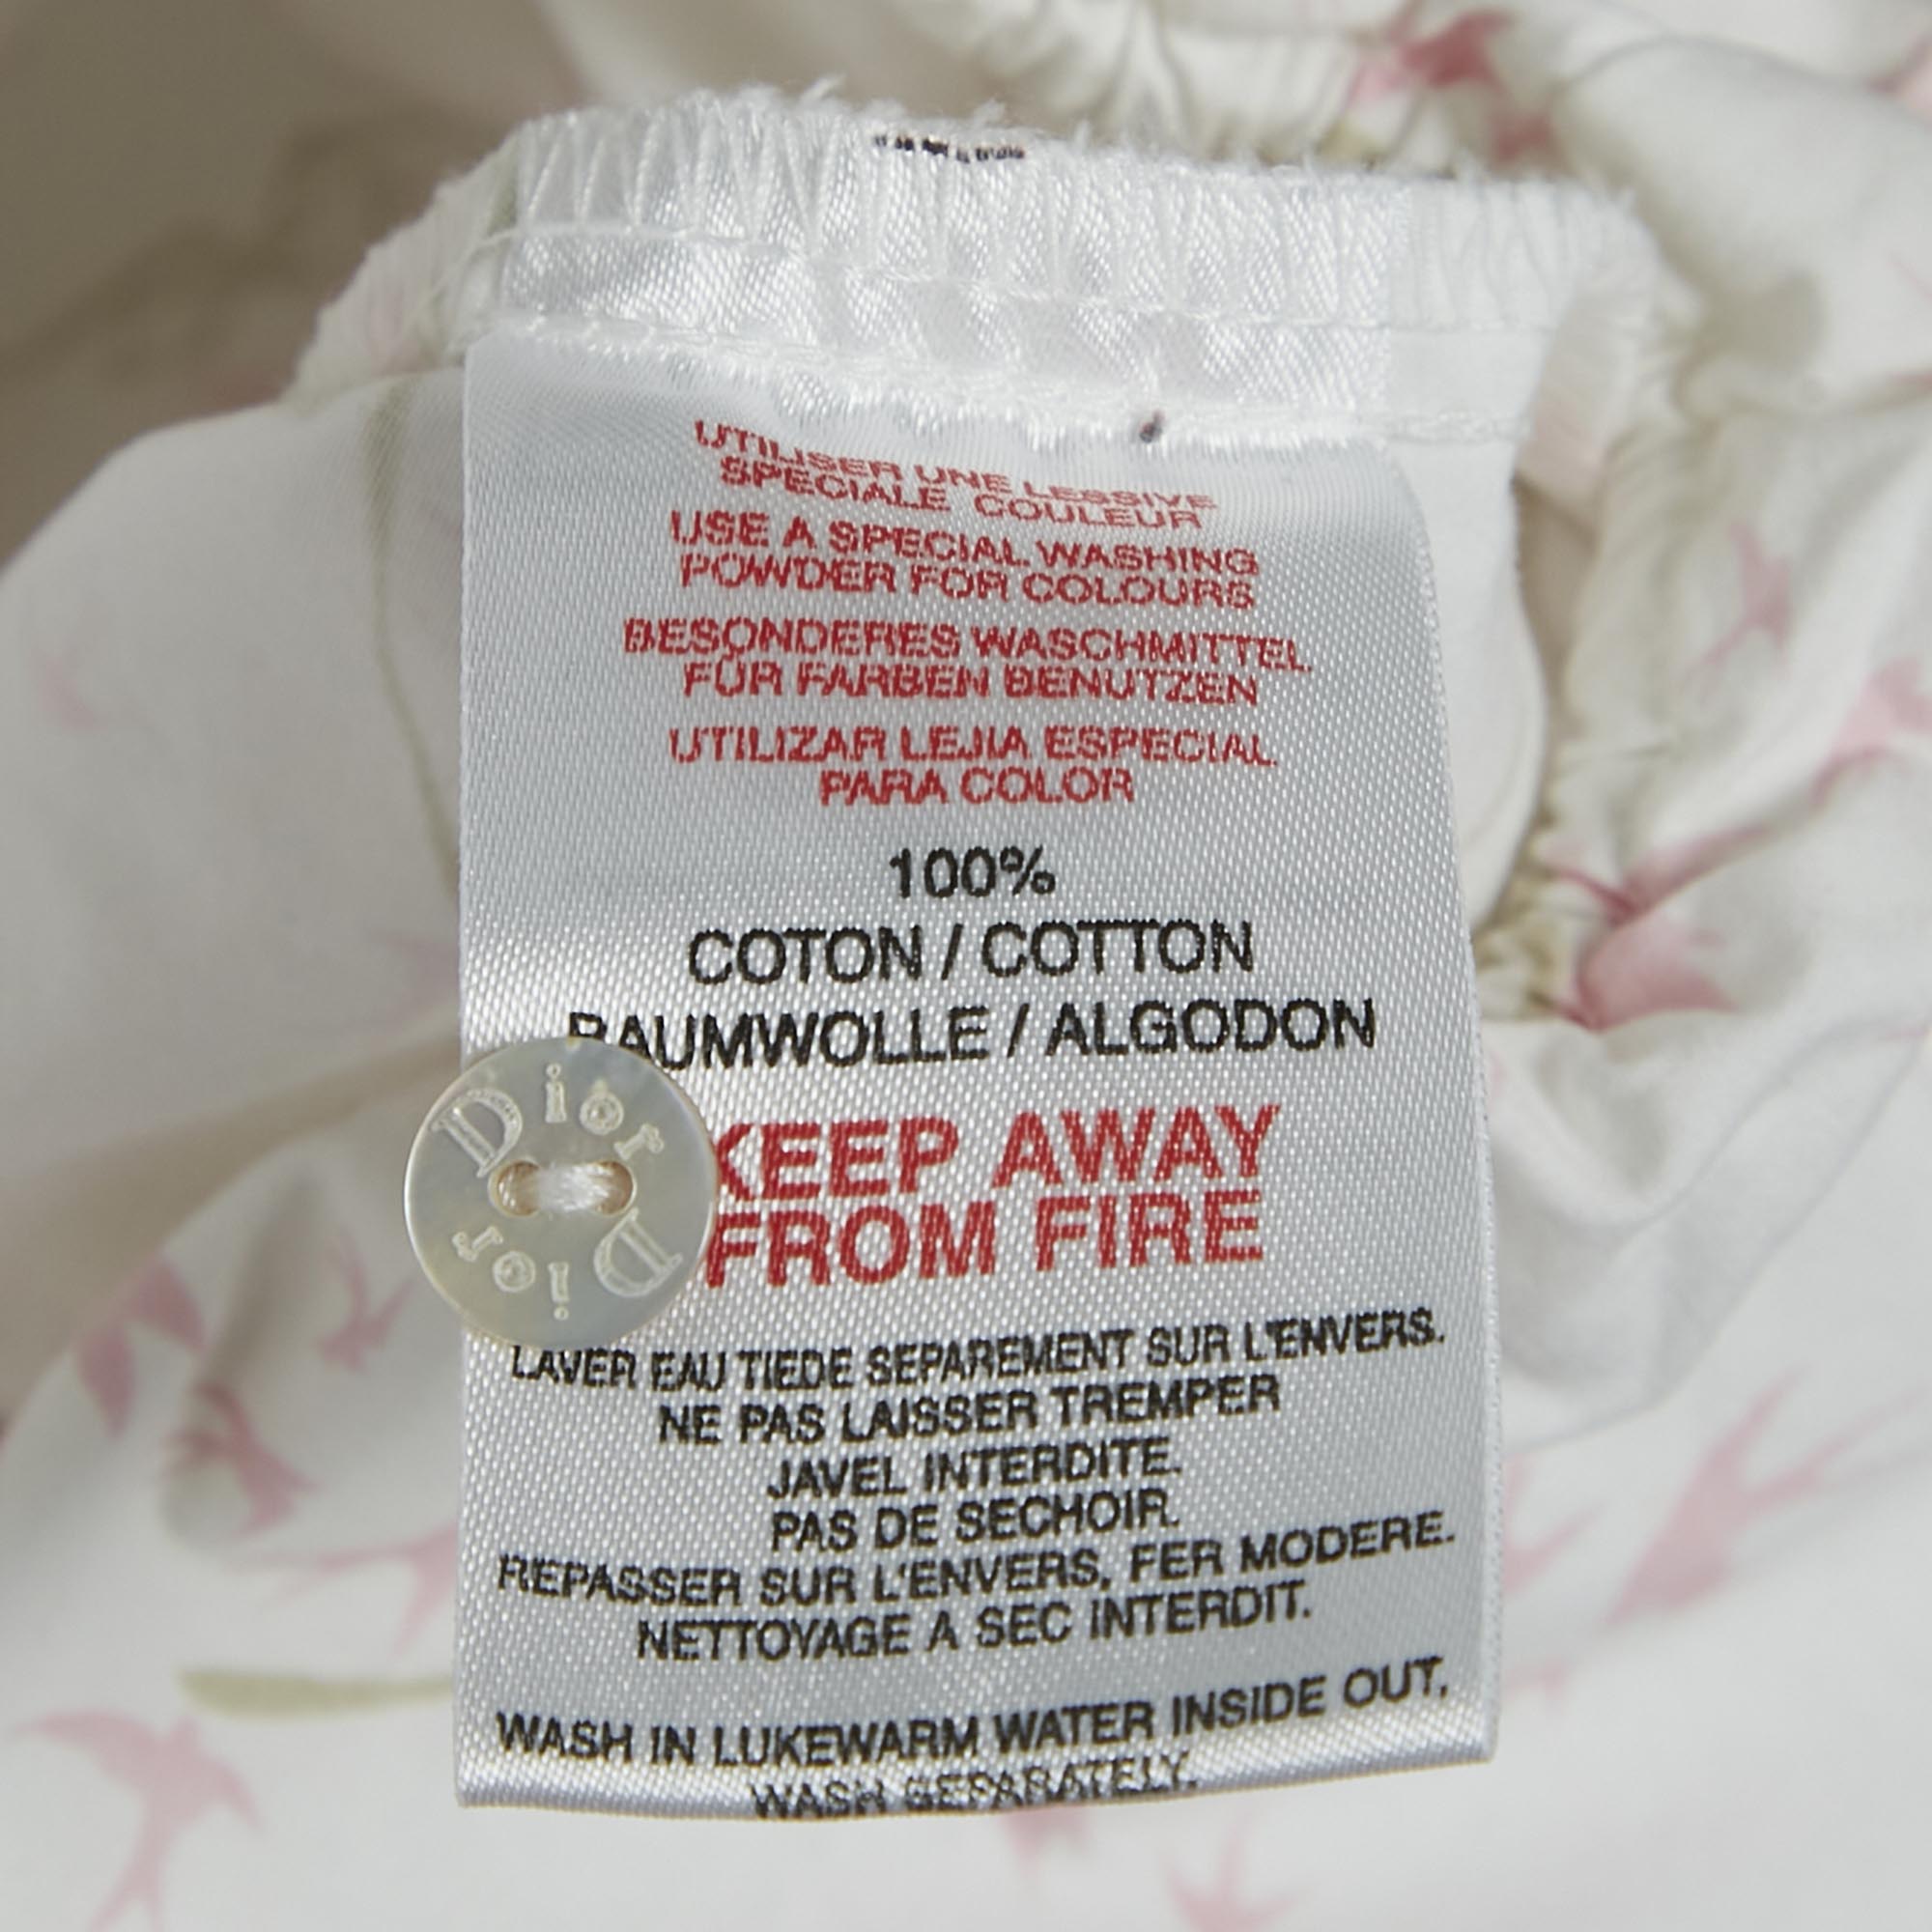 UTILISER UNE LESSIVE
SPECIALE COULEUR
USE A SPECIAL WASHING
POWDER FOR COLOURS
BESONDERES WASCHMITTEL
FÜR FARBEN BENUTZEN
UTILIZAR LEJIA ESPECIAL
PARA COLOR
100%
COTON / COTTON
BAUMWOLLE / ALGODON
KEEP AWAY
FROM FIRE
Dior
Dior
LAVER EAU TIEDE SEPAREMENT SUR L'ENVERS.
NE PAS LAISSER TREMPER
JAVEL INTERDITE.
PAS DE SECHOIR.
REPASSER SUR L'ENVERS, FER MODERE.
NETTOYAGE A SEC INTERDIT.
WASH IN LUKEWARM WATER INSIDE OUT,
WASH SEPARATELY.